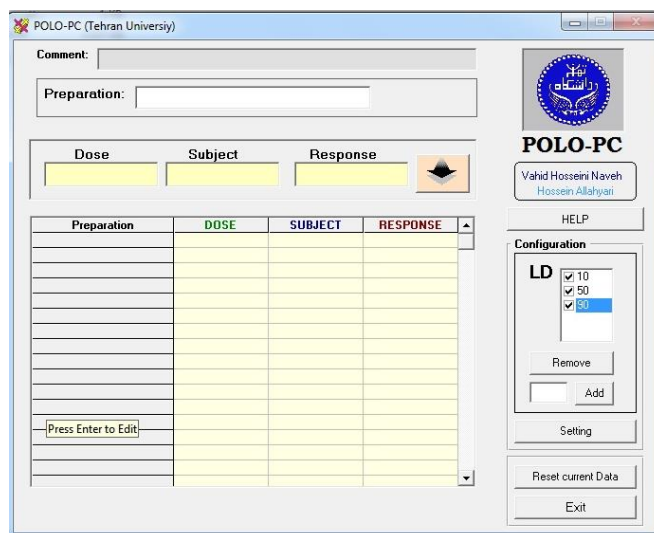 POLO-PC (Tehran Universiy)
Comment:
Preparation:
Dose Subject Response
Preparation DOSE SUBJECT RESPONSE
Press Enter to Edit
POLO-PC
Vahid Hosseini Naveh
Hossein Allahyari
HELP
Configuration
LD
10
50
90
Remove
Add
Setting
Reset current Data
Exit